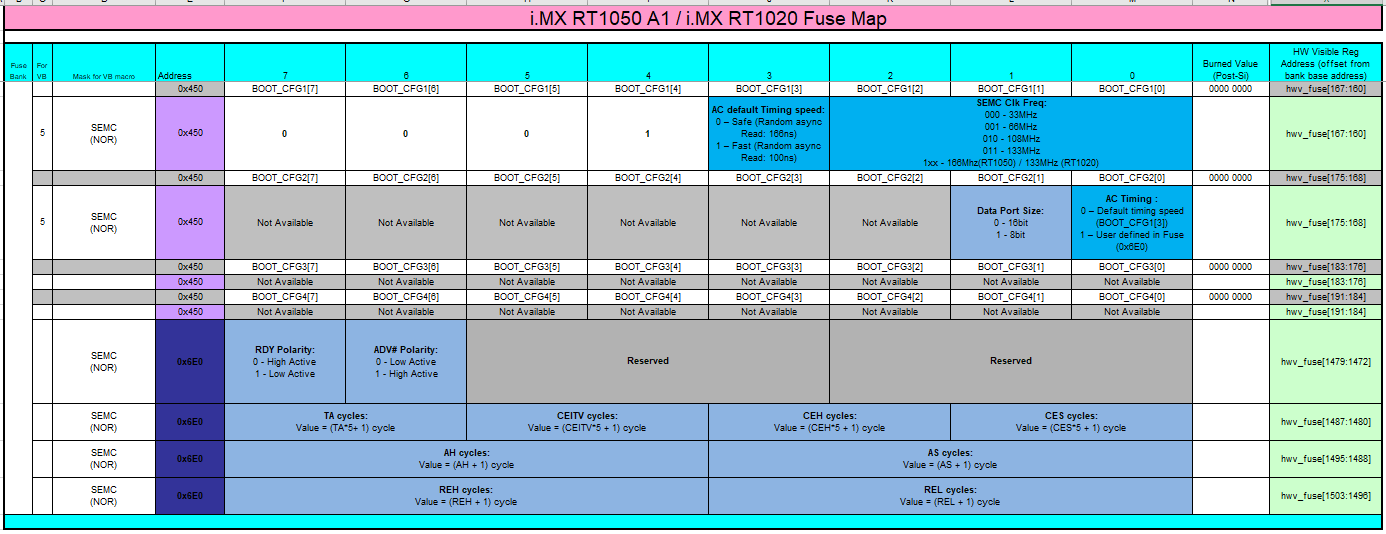 i.MX RT1050 A1 / i.MX RT1020 Fuse Map
Fuse Bank For VB Mask for VB macro Address 7 6 5 4 3 2 1 0 Burned Value (Post-Si) HW Visible Reg Address (offset from bank base address)
0x450 BOOT_CFG1[7] BOOT_CFG1[6] BOOT_CFG1[5] BOOT_CFG1[4] BOOT_CFG1[3] BOOT_CFG1[2] BOOT_CFG1[1] BOOT_CFG1[0] 0000 0000 hwv_fuse[167:160]
5 SEMC (NOR) 0x450 0 0 0 1
AC default Timing speed:
0 – Safe (Random async
Read: 166ns)
1 – Fast (Random async
Read: 100ns)
SEMC Clk Freq:
000 - 33MHz
001 - 66MHz
010 - 108MHz
011 - 133MHz
1xx - 166Mhz(RT1050) / 133MHz (RT1020)
hwv_fuse[167:160]
0x450 BOOT_CFG2[7] BOOT_CFG2[6] BOOT_CFG2[5] BOOT_CFG2[4] BOOT_CFG2[3] BOOT_CFG2[2] BOOT_CFG2[1] BOOT_CFG2[0] 0000 0000 hwv_fuse[175:168]
5 SEMC (NOR) 0x450 Not Available Not Available Not Available Not Available Not Available Not Available
Data Port Size:
0 - 16bit
1 - 8bit
AC Timing :
0 – Default timing speed
(BOOT_CFG1[3])
1 – User defined in Fuse
(0x6E0)
hwv_fuse[175:168]
0x450 BOOT_CFG3[7] BOOT_CFG3[6] BOOT_CFG3[5] BOOT_CFG3[4] BOOT_CFG3[3] BOOT_CFG3[2] BOOT_CFG3[1] BOOT_CFG3[0] 0000 0000 hwv_fuse[183:176]
0x450 Not Available Not Available Not Available Not Available Not Available Not Available Not Available Not Available hwv_fuse[183:176]
0x450 BOOT_CFG4[7] BOOT_CFG4[6] BOOT_CFG4[5] BOOT_CFG4[4] BOOT_CFG4[3] BOOT_CFG4[2] BOOT_CFG4[1] BOOT_CFG4[0] 0000 0000 hwv_fuse[191:184]
0x450 Not Available Not Available Not Available Not Available Not Available Not Available Not Available Not Available hwv_fuse[191:184]
SEMC (NOR) 0x6E0
RDY Polarity:
0 - High Active
1 - Low Active
ADV# Polarity:
0 - Low Active
1 - High Active
Reserved Reserved hwv_fuse[1479:1472]
SEMC (NOR) 0x6E0
TA cycles:
Value = (TA*5+ 1) cycle
CEITV cycles:
Value = (CEITV*5 + 1) cycle
CEH cycles:
Value = (CEH*5 + 1) cycle
CES cycles:
Value = (CES*5 + 1) cycle
hwv_fuse[1487:1480]
SEMC (NOR) 0x6E0
AH cycles:
Value = (AH + 1) cycle
AS cycles:
Value = (AS + 1) cycle
hwv_fuse[1495:1488]
SEMC (NOR) 0x6E0
REH cycles:
Value = (REH + 1) cycle
REL cycles:
Value = (REL + 1) cycle
hwv_fuse[1503:1496]